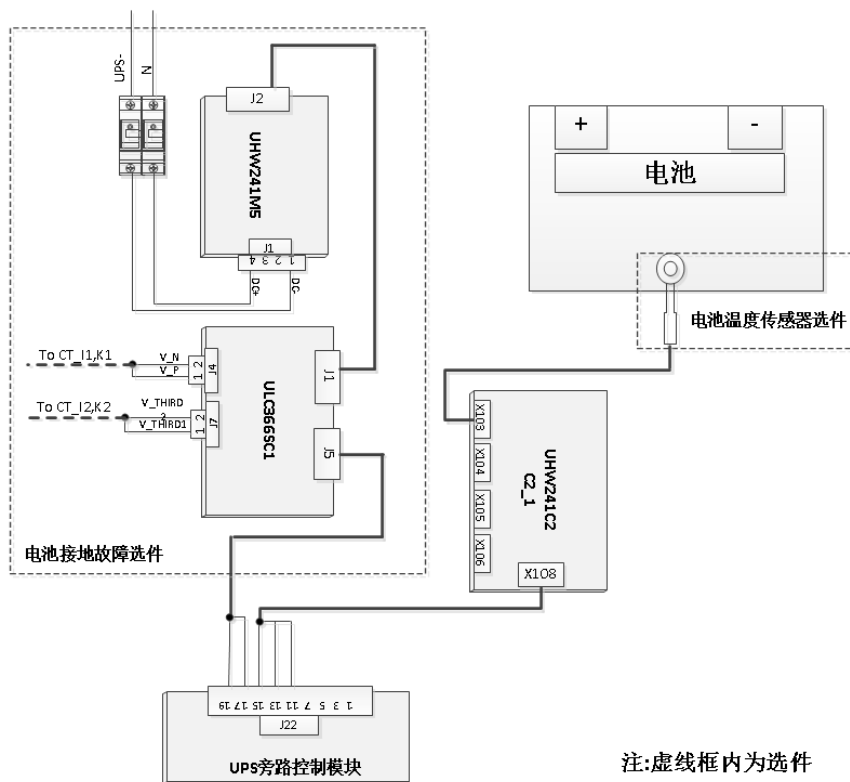 UPS-
N
J2
UHW241M5
J1
4 3 2 1
DC+
DC-
+
-
电池
电池温度传感器选件
To CT_I1,K1
V_N
V_P
1 2
J4
To CT_I2,K2
V_THIRD
2
V_THIRD1
1 2
J7
J1
ULC366SC1
J5
电池接地故障选件
X103
X104
X105
X106
UHW241C2
C2_1
X108
19 17 15 13 11 7 5 3 1
J22
UPS旁路控制模块
注:虚线框内为选件